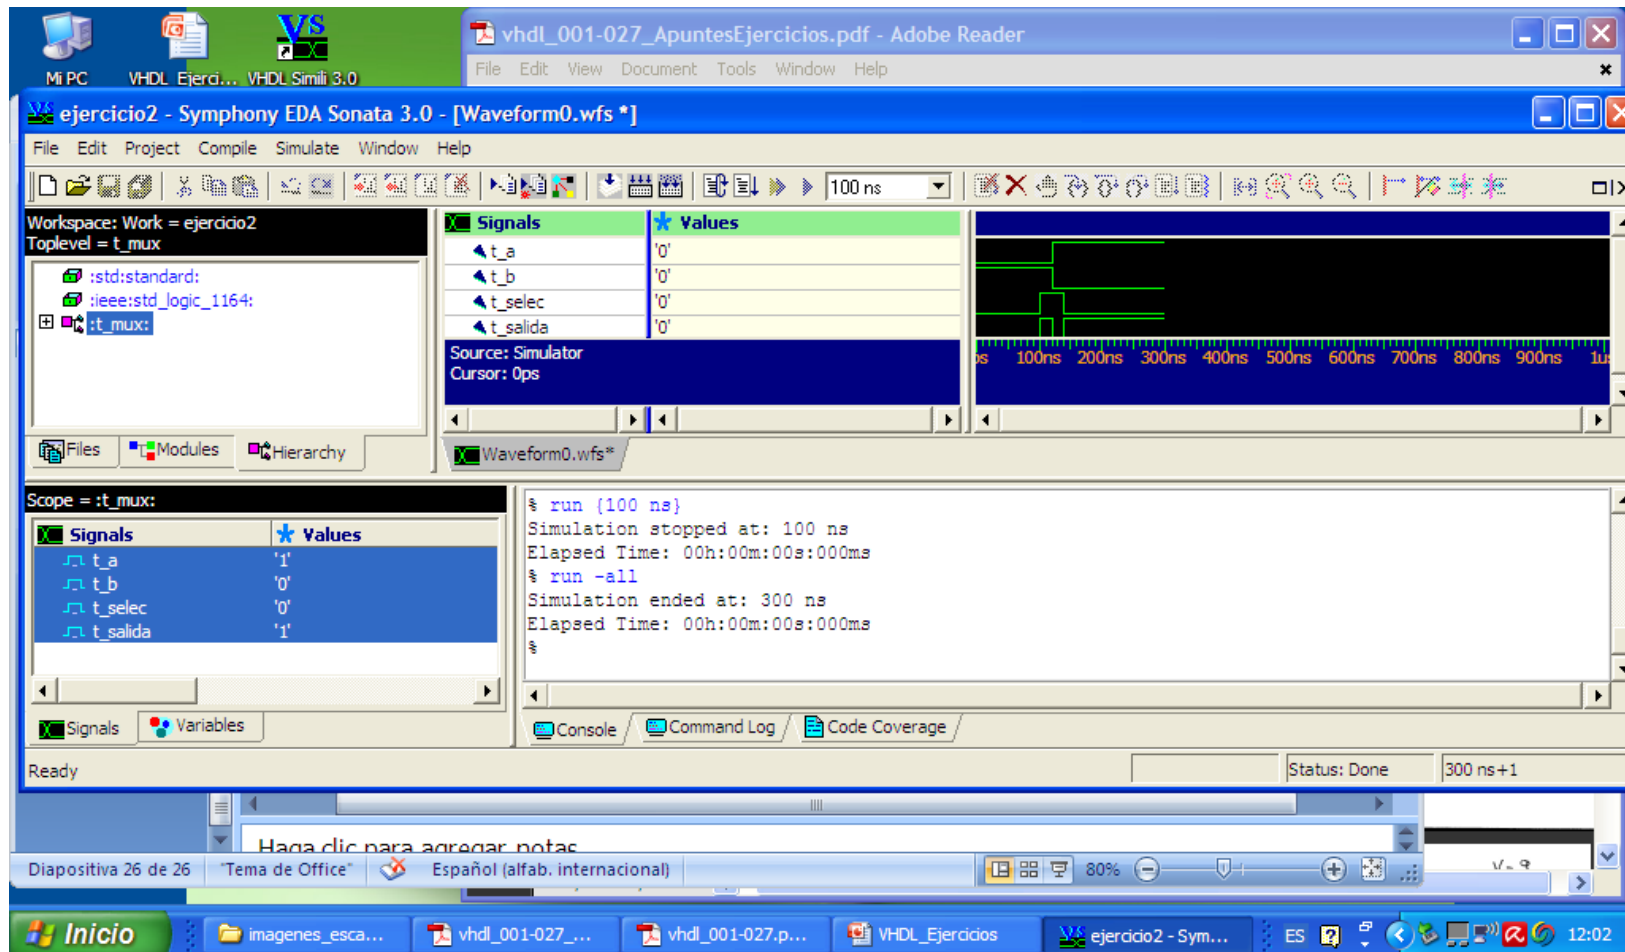 vhdl_001-027_ApuntesEjercicios.pdf - Adobe Reader
File Edit View Document Tools Window Help
Mi PC
VHDL_Ejerci...
VHDL Simili 3.0
ejercicio2 - Symphony EDA Sonata 3.0 - [Waveform0.wfs *]
File Edit Project Compile Simulate Window Help
100 ns
Workspace: Work = ejercicio2
Toplevel = t_mux
:std:standard:
:ieee:std_logic_1164:
:t_mux:
Files Modules Hierarchy
Signals Values
t_a '0'
t_b '0'
t_selec '0'
t_salida '0'
Source: Simulator
Cursor: 0ps
100ns 200ns 300ns 400ns 500ns 600ns 700ns 800ns 900ns
Waveform0.wfs*
Scope = :t_mux:
Signals Values
t_a '1'
t_b '0'
t_selec '0'
t_salida '1'
Signals Variables
% run {100 ns}
Simulation stopped at: 100 ns
Elapsed Time: 00h:00m:00s:000ms
% run -all
Simulation ended at: 300 ns
Elapsed Time: 00h:00m:00s:000ms
%
Console Command Log Code Coverage
Ready
Status: Done 300 ns+1
Haga clic para agregar notas
Diapositiva 26 de 26 "Tema de Office" Español (alfab. internacional) 80%
Inicio imagenes_esca... vhdl_001-027_... vhdl_001-027.p... VHDL_Ejercicios ejercicio2 - Sym... ES 12:02